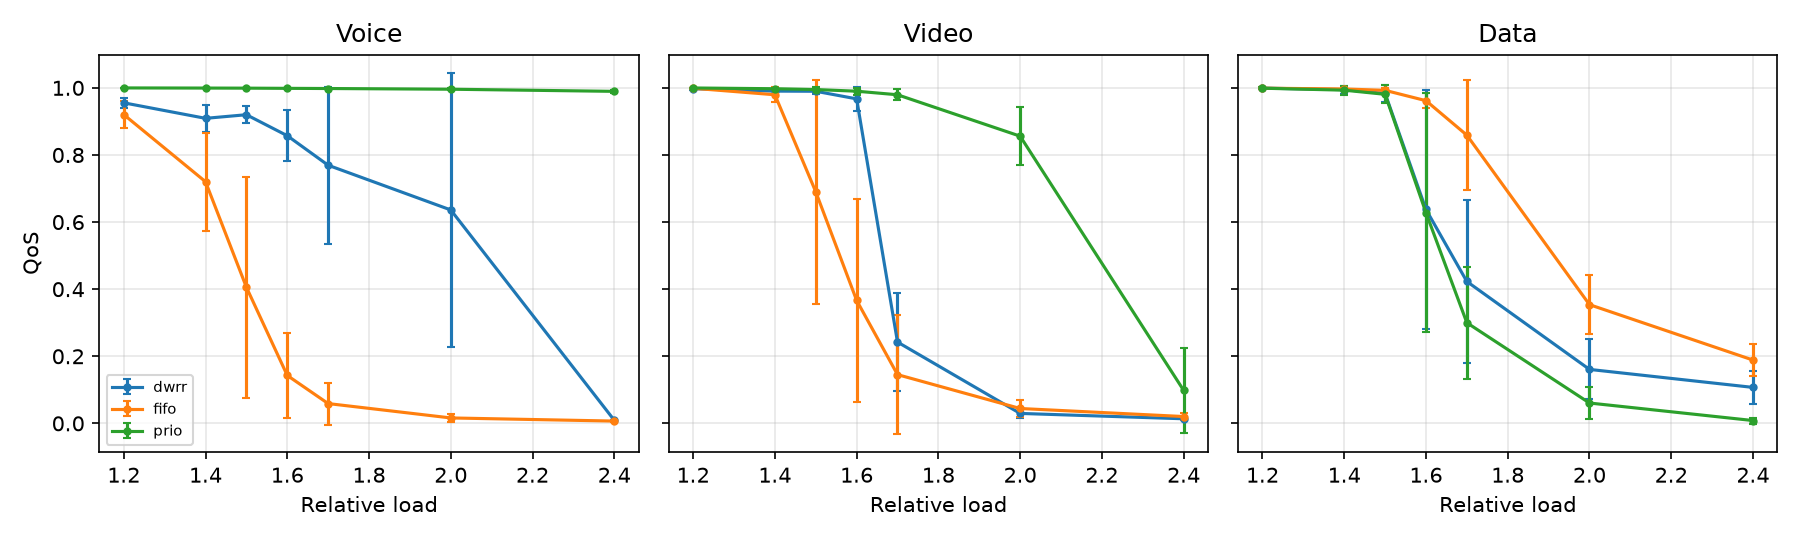 Voice
Video
Data
QoS
1.0
0.8
0.6
0.4
0.2
0.0
dwrr
fifo
prio
1.2 1.4 1.6 1.8 2.0 2.2 2.4
1.2 1.4 1.6 1.8 2.0 2.2 2.4
1.2 1.4 1.6 1.8 2.0 2.2 2.4
Relative load
Relative load
Relative load